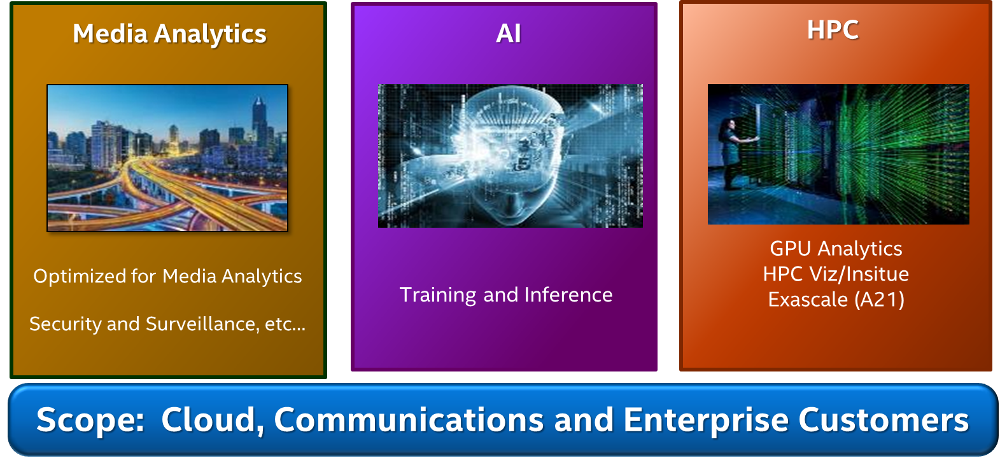 Media Analytics
Optimized for Media Analytics
Security and Surveillance, etc...
AI
Training and Inference
HPC
GPU Analytics
HPC Viz/Insitue
Exascale (A21)
Scope: Cloud, Communications and Enterprise Customers